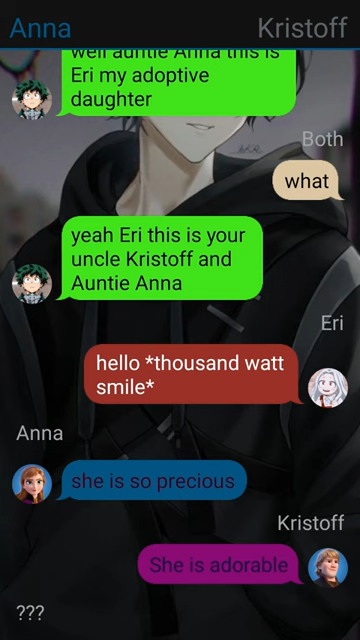 Anna Kristoff
well auntie Anna this is
Eri my adoptive
daughter
Both
what
yeah Eri this is your
uncle Kristoff and
Auntie Anna
Eri
hello *thousand watt
smile*
Anna
she is so precious
Kristoff
She is adorable
???